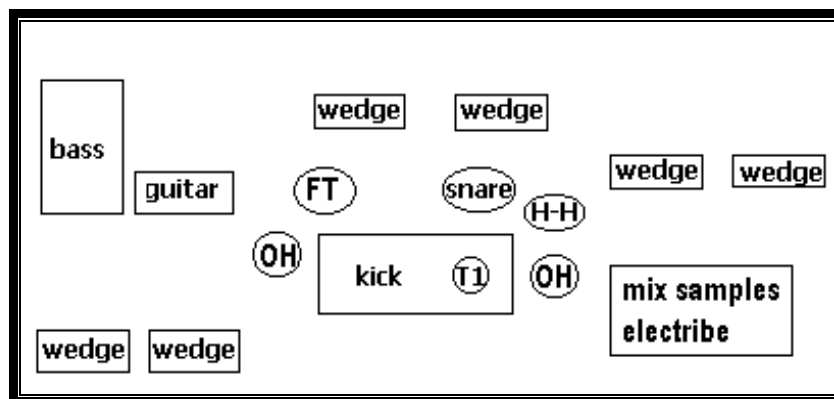 wedge wedge
bass
wedge wedge
guitar FT snare
H-H
OH kick T1 OH
mix samples
electribe
wedge wedge